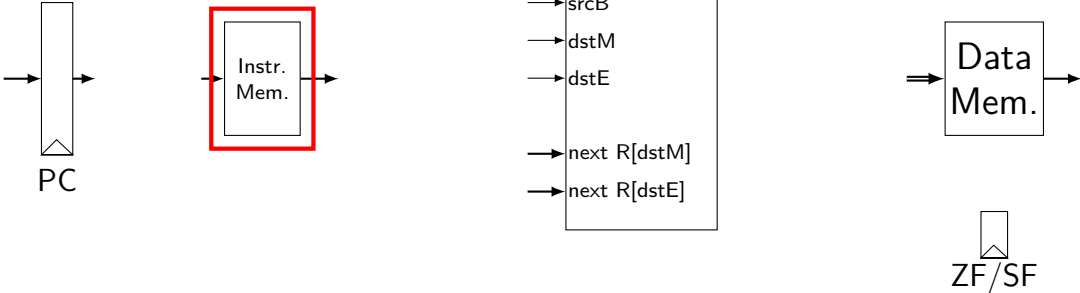 srcB
dstM
dstE
next R[dstM]
next R[dstE]
PC
Instr.
Mem.
Data
Mem.
ZF/SF